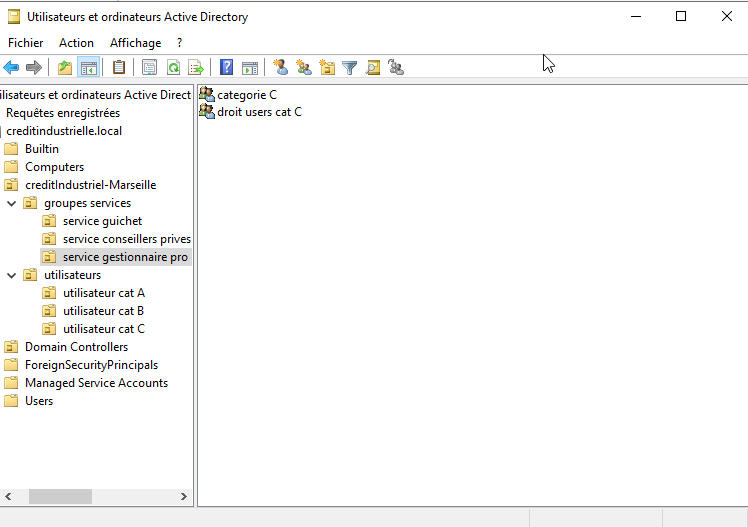 Utilisateurs et ordinateurs Active Directory
Fichier Action Affichage ?
ilisateurs et ordinateurs Active Direct
Requêtes enregistrées
creditindustrielle.local
Builtin
Computers
creditIndustriel-Marseille
groupes services
service guichet
service conseillers prives
service gestionnaire pro
utilisateurs
utilisateur cat A
utilisateur cat B
utilisateur cat C
Domain Controllers
ForeignSecurityPrincipals
Managed Service Accounts
Users
categorie C
droit users cat C